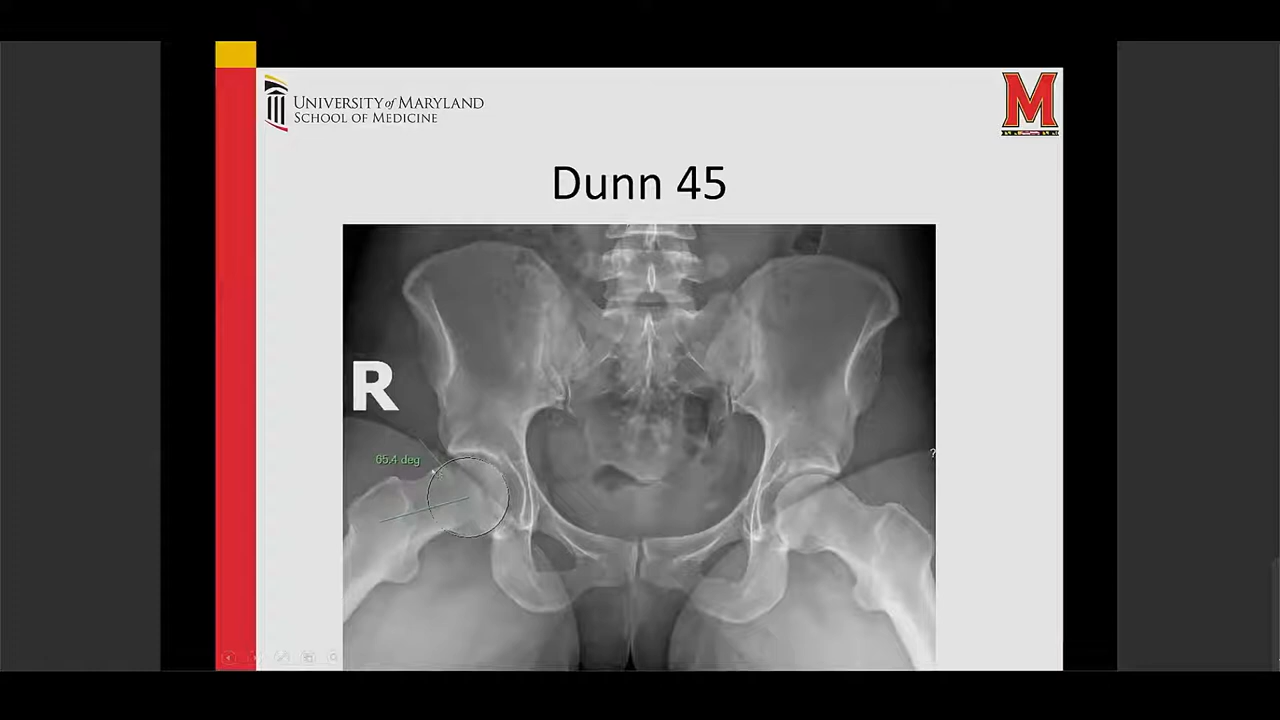 UNIVERSITY of MARYLAND
SCHOOL OF MEDICINE
M
Dunn 45
R
65.4 deg
?